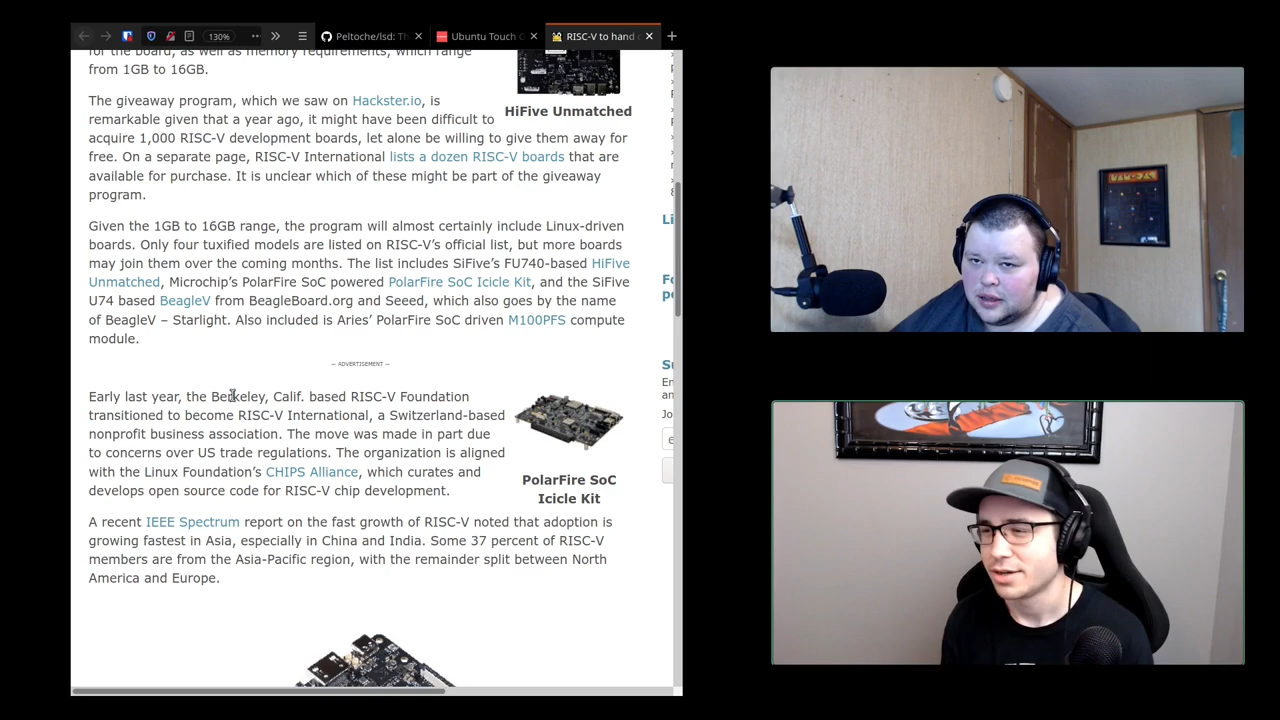 130%
Peltoche/lsd: Th
Ubuntu Touch O
RISC-V to hand o
for the board, as well as memory requirements, which range
from 1GB to 16GB.
The giveaway program, which we saw on Hackster.io, is
remarkable given that a year ago, it might have been difficult to
acquire 1,000 RISC-V development boards, let alone be willing to give them away for
free. On a separate page, RISC-V International lists a dozen RISC-V boards that are
available for purchase. It is unclear which of these might be part of the giveaway
program.
HiFive Unmatched
Given the 1GB to 16GB range, the program will almost certainly include Linux-driven
boards. Only four tuxified models are listed on RISC-V’s official list, but more boards
may join them over the coming months. The list includes SiFive’s FU740-based HiFive
Unmatched, Microchip’s PolarFire SoC powered PolarFire SoC Icicle Kit, and the SiFive
U74 based BeagleV from BeagleBoard.org and Seeed, which also goes by the name
of BeagleV – Starlight. Also included is Aries’ PolarFire SoC driven M100PFS compute
module.
— ADVERTISEMENT —
Early last year, the Berkeley, Calif. based RISC-V Foundation
transitioned to become RISC-V International, a Switzerland-based
nonprofit business association. The move was made in part due
to concerns over US trade regulations. The organization is aligned
with the Linux Foundation’s CHIPS Alliance, which curates and
develops open source code for RISC-V chip development.
PolarFire SoC
Icicle Kit
A recent IEEE Spectrum report on the fast growth of RISC-V noted that adoption is
growing fastest in Asia, especially in China and India. Some 37 percent of RISC-V
members are from the Asia-Pacific region, with the remainder split between North
America and Europe.